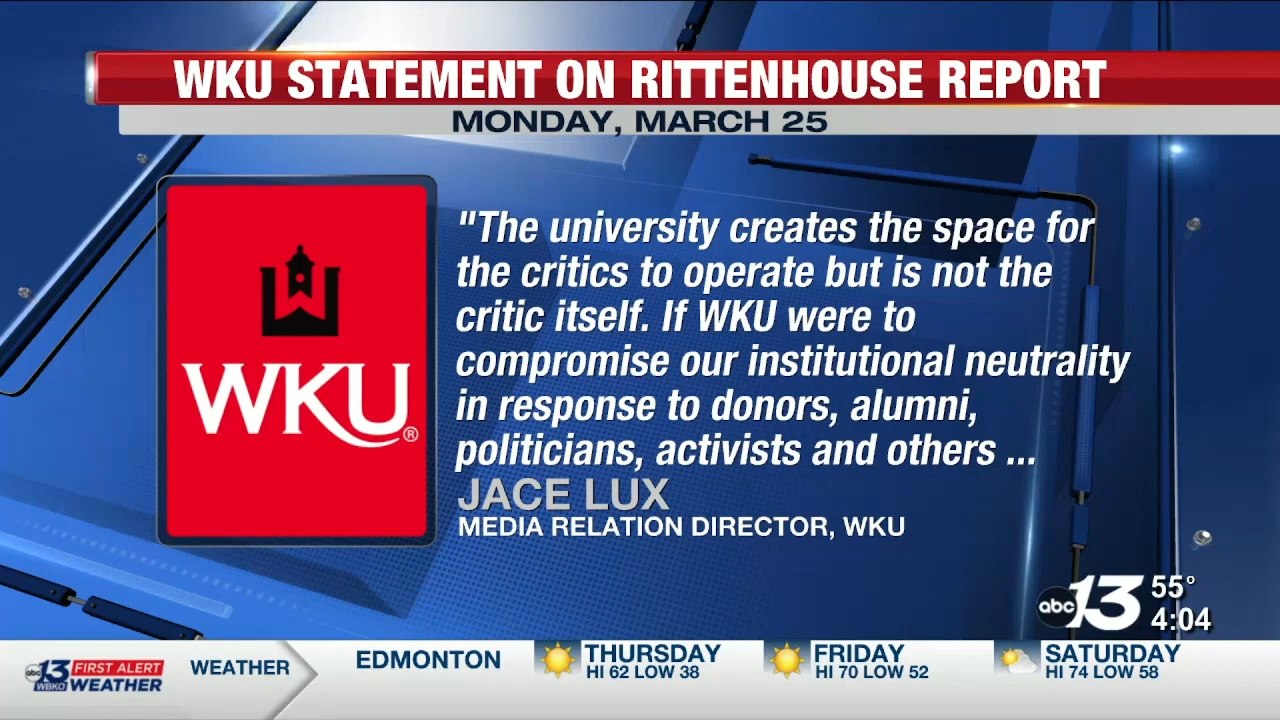 WKU STATEMENT ON RITTENHOUSE REPORT
MONDAY, MARCH 25
"The university creates the space for
the critics to operate but is not the
critic itself. If WKU were to
compromise our institutional neutrality
in response to donors, alumni,
politicians, activists and others ...
JACE LUX
MEDIA RELATION DIRECTOR, WKU
WKU®
abc 13 55°
4:04
abc 13 WBKO FIRST ALERT WEATHER
WEATHER
EDMONTON
THURSDAY
HI 62 LOW 38
FRIDAY
HI 70 LOW 52
SATURDAY
HI 74 LOW 58